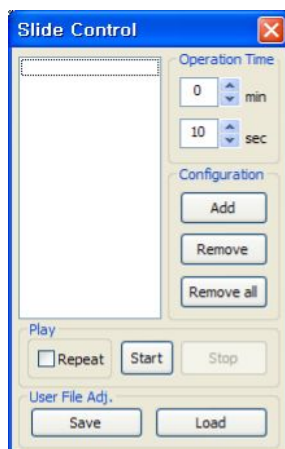 Slide Control
Operation Time
0 min
10 sec
Configuration
Add
Remove
Remove all
Play
Repeat Start Stop
User File Adj.
Save Load